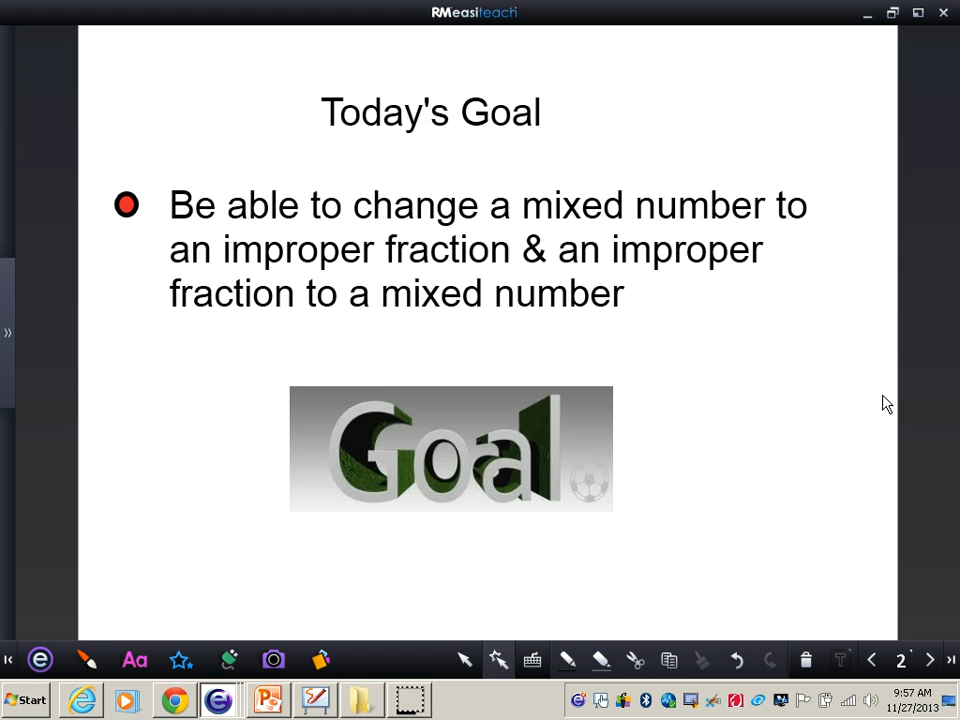 RMeasiteach
Today's Goal
Be able to change a mixed number to
an improper fraction & an improper
fraction to a mixed number
Goal
Aa
T
2
Start
9:57 AM
11/27/2013